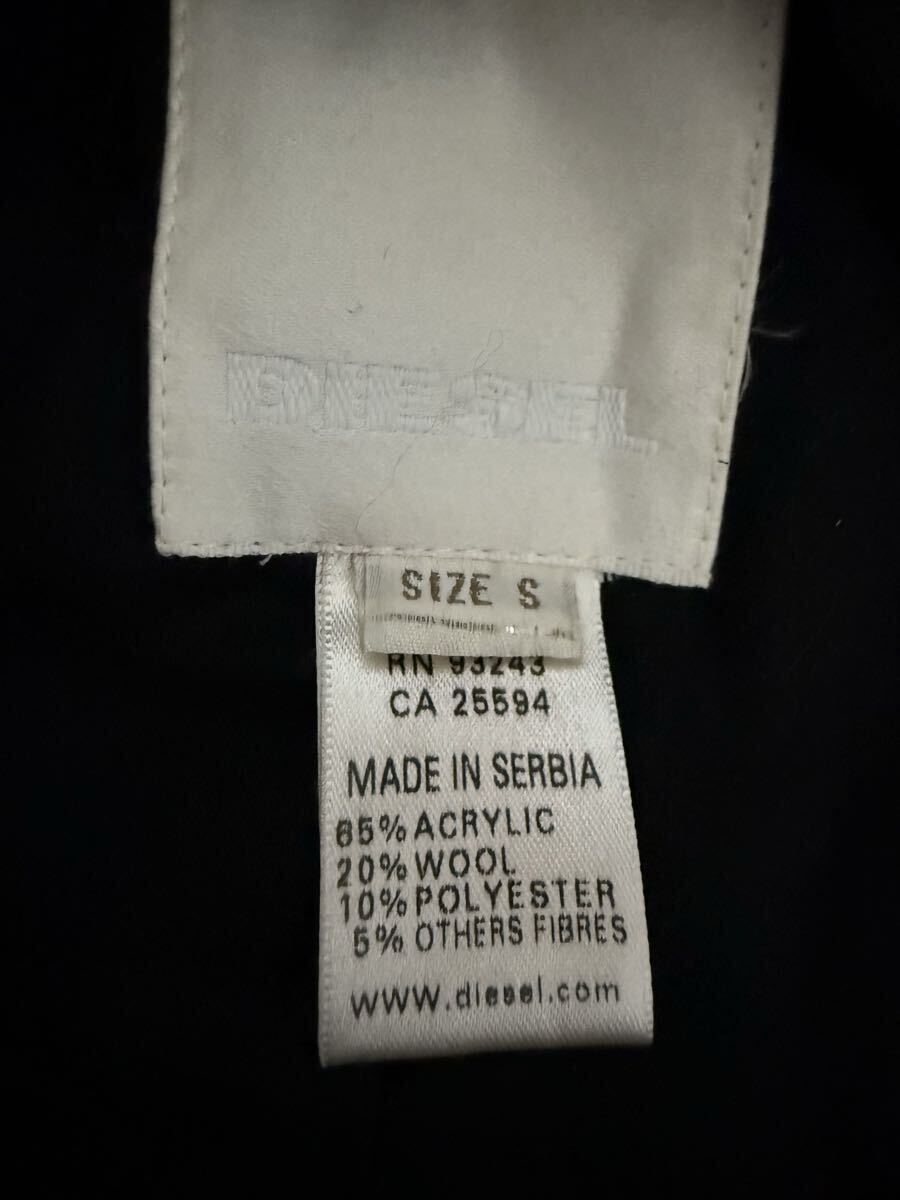 DIESEL
SIZE S
RN 93243
CA 25594
MADE IN SERBIA
65% ACRYLIC
20% WOOL
10% POLYESTER
5% OTHERS FIBRES
www.diesel.com